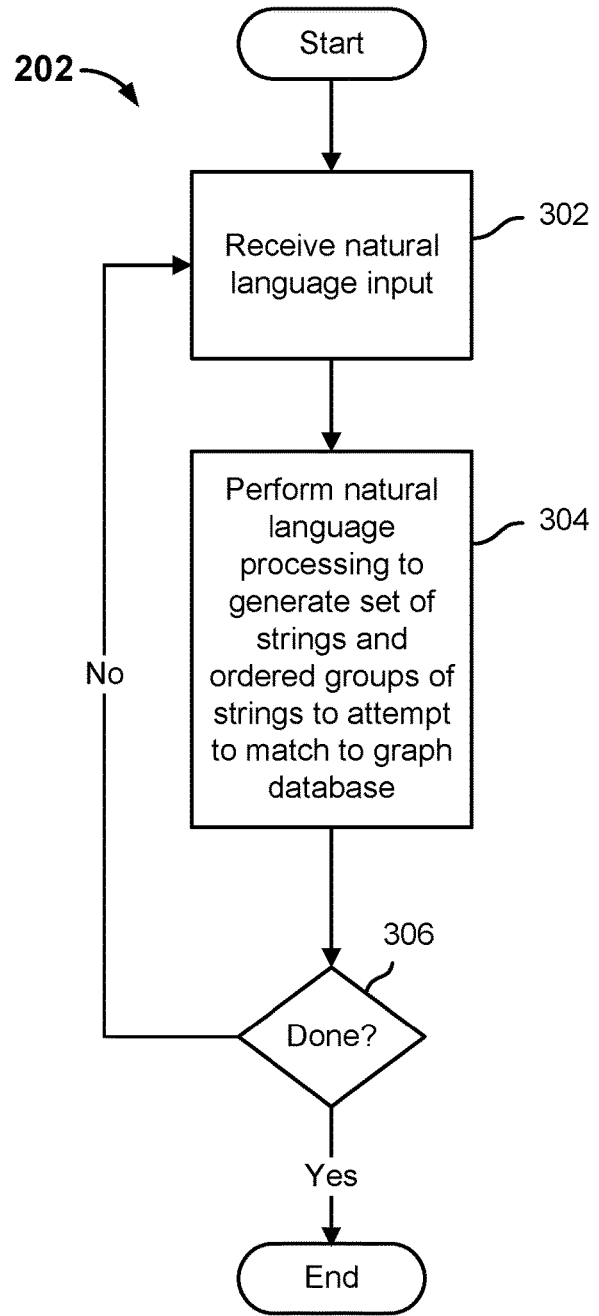 Start
202
Receive natural
language input
302
Perform natural
language
processing to
generate set of
strings and
ordered groups of
strings to attempt
to match to graph
database
304
No
306
Done?
Yes
End